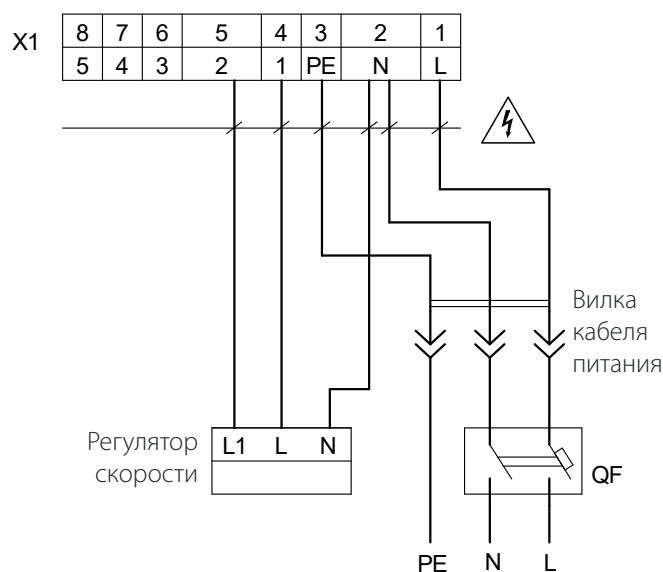 X1
8 7 6 5 4 3 2 1
5 4 3 2 1 PE N L
Вилка
кабеля
питания
Регулятор
скорости
L1 L N
QF
PE N L